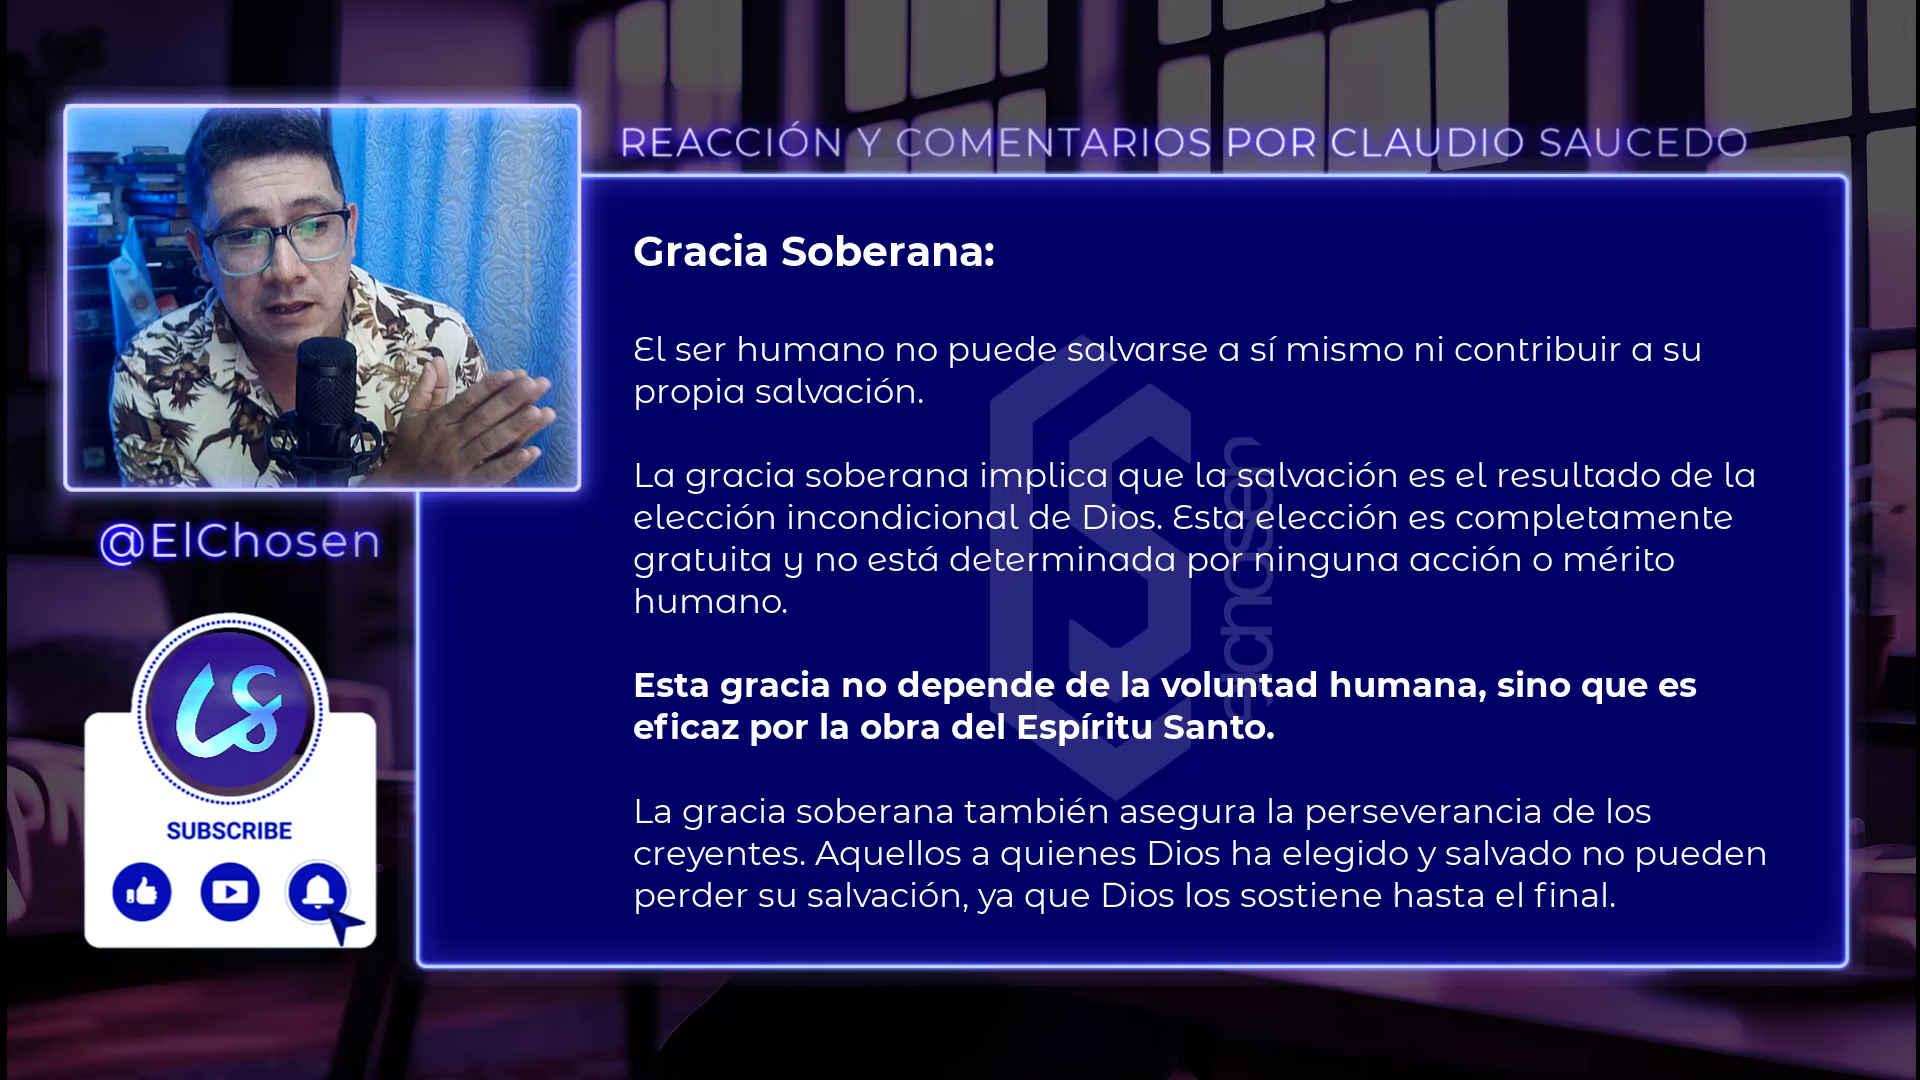 REACCIÓN Y COMENTARIOS POR CLAUDIO SAUCEDO
Gracia Soberana:
El ser humano no puede salvarse a sí mismo ni contribuir a su
propia salvación.
La gracia soberana implica que la salvación es el resultado de la
elección incondicional de Dios. Esta elección es completamente
gratuita y no está determinada por ninguna acción o mérito
humano.
Esta gracia no depende de la voluntad humana, sino que es
eficaz por la obra del Espíritu Santo.
La gracia soberana también asegura la perseverancia de los
creyentes. Aquellos a quienes Dios ha elegido y salvado no pueden
perder su salvación, ya que Dios los sostiene hasta el final.
elchosen
@ElChosen
CS
SUBSCRIBE